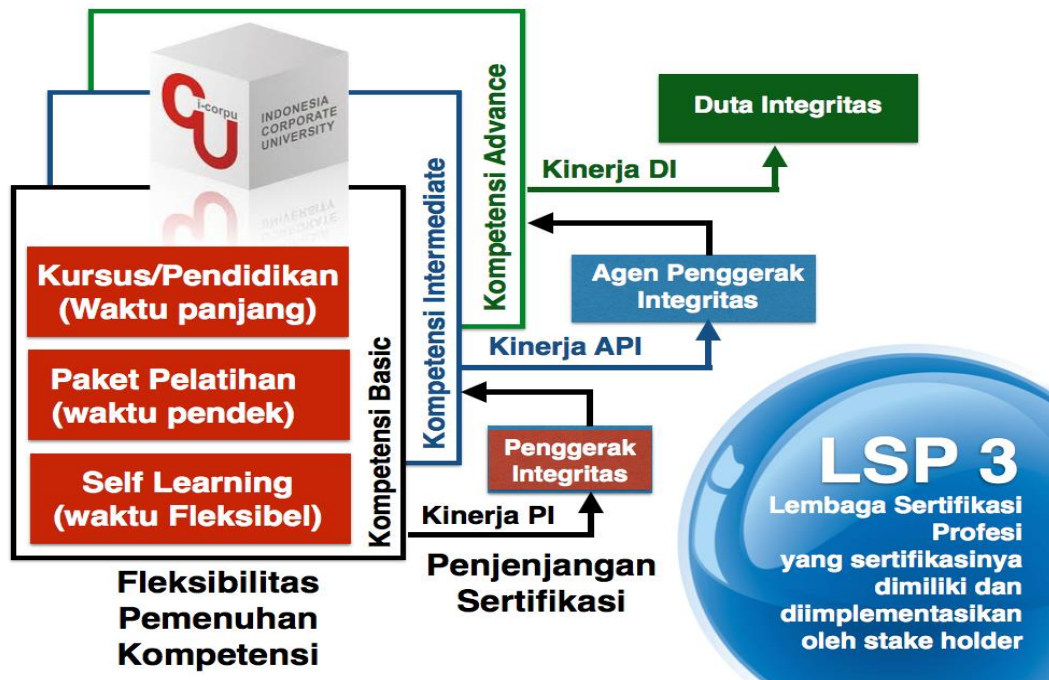 CU
i-corpu
INDONESIA
CORPORATE
UNIVERSITY
Kursus/Pendidikan
(Waktu panjang)
Paket Pelatihan
(waktu pendek)
Self Learning
(waktu Fleksibel)
Kompetensi Basic
Kompetensi Intermediate
Kompetensi Advance
Kinerja PI
Penggerak
Integritas
Kinerja API
Agen Penggerak
Integritas
Kinerja DI
Duta Integritas
Fleksibilitas
Pemenuhan
Kompetensi
Penjenjangan
Sertifikasi
LSP 3
Lembaga Sertifikasi
Profesi
yang sertifikasinya
dimiliki dan
diimplementasikan
oleh stake holder